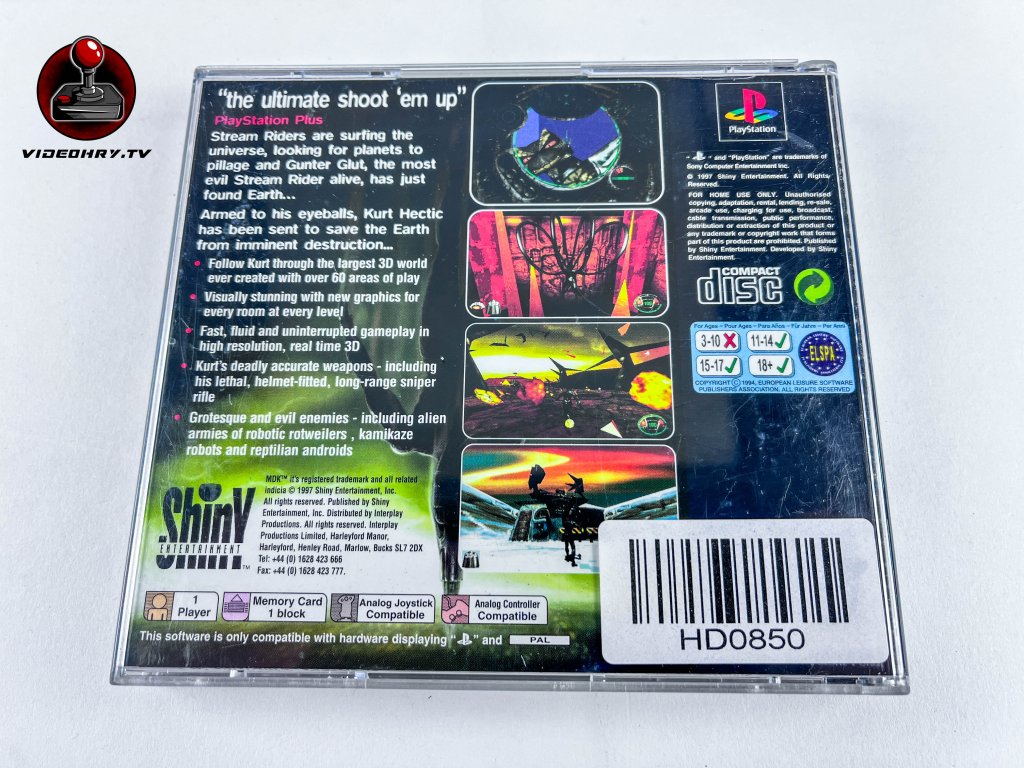 VIDEOHRY.TV
"the ultimate shoot 'em up"
PlayStation Plus
Stream Riders are surfing the
universe, looking for planets to
pillage and Gunter Glut, the most
evil Stream Rider alive, has just
found Earth...
Armed to his eyeballs, Kurt Hectic
has been sent to save the Earth
from imminent destruction...
• Follow Kurt through the largest 3D world
ever created with over 60 areas of play
• Visually stunning with new graphics for
every room at every level
• Fast, fluid and uninterrupted gameplay in
high resolution, real time 3D
• Kurt's deadly accurate weapons - including
his lethal, helmet-fitted, long-range sniper
rifle
• Grotesque and evil enemies - including alien
armies of robotic rotweilers , kamikaze
robots and reptilian androids
Shiny
ENTERTAINMENT
TM
MDK™ it's registered trademark and all related
indicia © 1997 Shiny Entertainment, Inc.
All rights reserved. Published by Shiny
Entertainment, Inc. Distributed by Interplay
Productions. All rights reserved. Interplay
Productions Limited, Harleyford Manor,
Harleyford, Henley Road, Marlow, Bucks SL7 2DX
Tel: +44 (0) 1628 423 666
Fax: +44 (0) 1628 423 777.
1
Player
Memory Card
1 block
Analog Joystick
Compatible
Analog Controller
Compatible
This software is only compatible with hardware displaying " " and PAL
PlayStation
" " and "PlayStation" are trademarks of
Sony Computer Entertainment Inc.
© 1997 Shiny Entertainment. All Rights
Reserved.
FOR HOME USE ONLY. Unauthorised
copying, adaptation, rental, lending, re-sale,
arcade use, charging for use, broadcast,
cable transmission, public performance,
distribution or extraction of this product or
any trademark or copyright work that forms
part of this product are prohibited. Published
by Shiny Entertainment. Developed by Shiny
Entertainment.
COMPACT
disc
For Ages – Pour Ages – Para Años – Für Jahre – Per Anni
3-10
11-14
15-17
18+
ELSPA
COPYRIGHT © 1994, EUROPEAN LEISURE SOFTWARE
PUBLISHERS ASSOCIATION. ALL RIGHTS RESERVED
HD0850